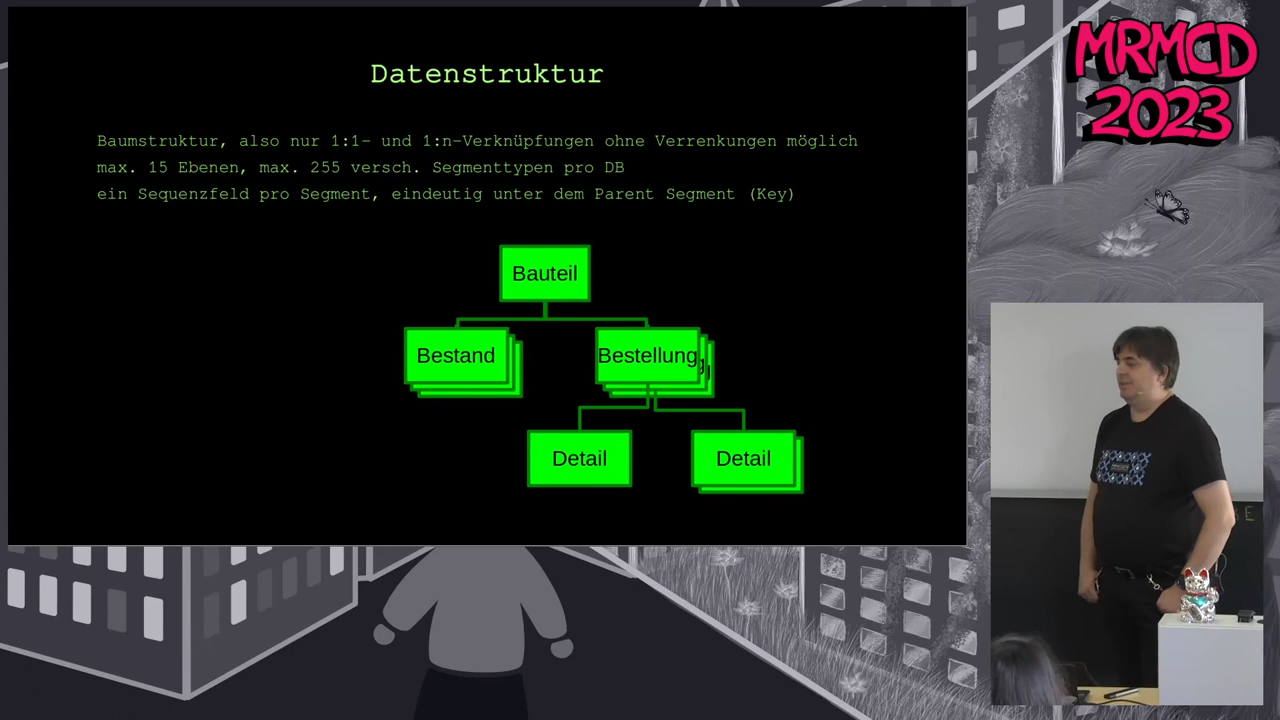 Datenstruktur
Baumstruktur, also nur 1:1- und 1:n-Verknüpfungen ohne Verrenkungen möglich
max. 15 Ebenen, max. 255 versch. Segmenttypen pro DB
ein Sequenzfeld pro Segment, eindeutig unter dem Parent Segment (Key)
Bauteil
Bestand
Bestellung
Detail
Detail
MRMCD
2023